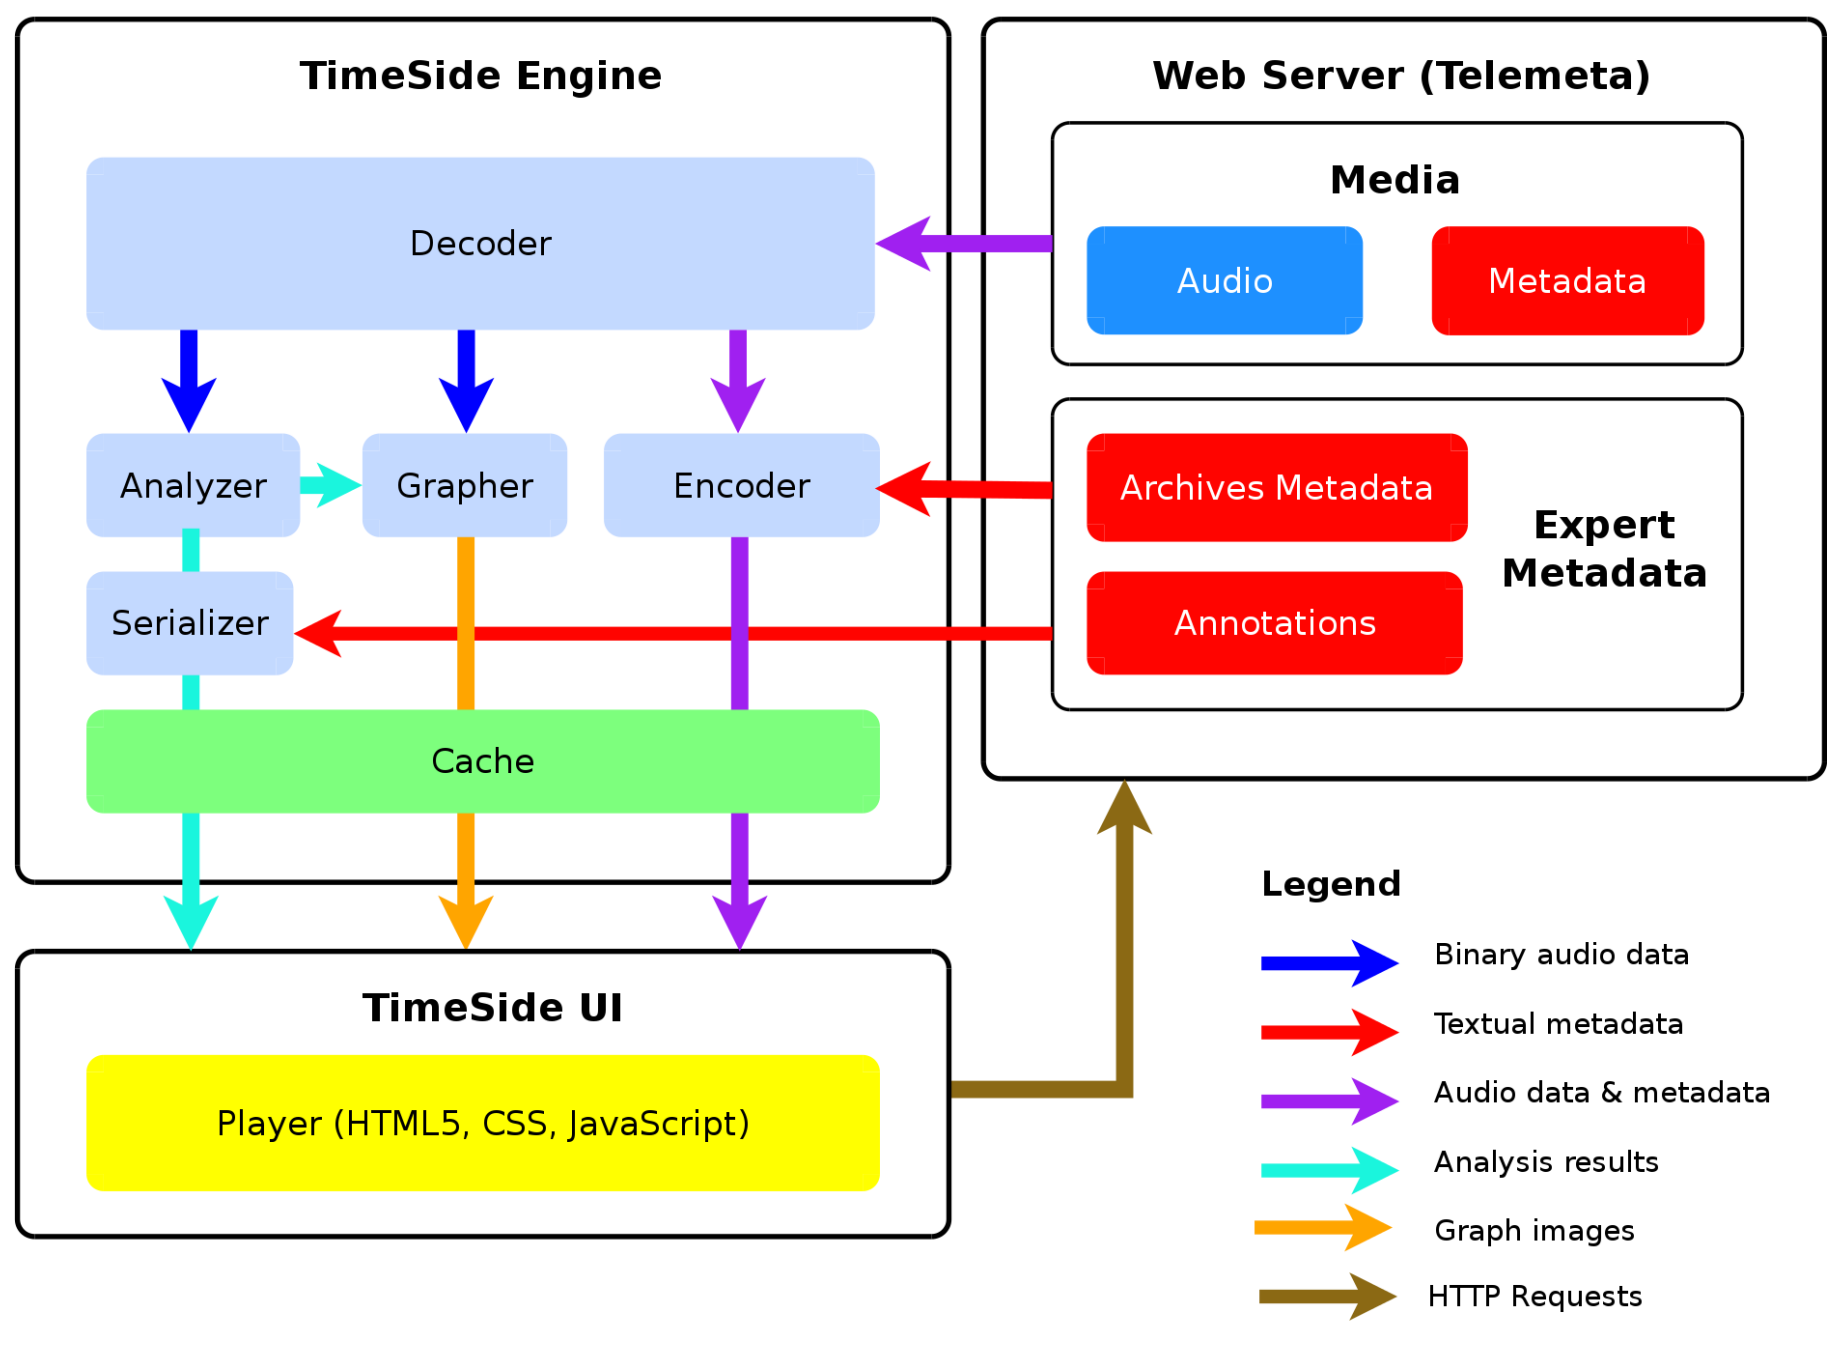 TimeSide Engine
Decoder
Analyzer
Grapher
Encoder
Serializer
Cache
Web Server (Telemeta)
Media
Audio
Metadata
Archives Metadata
Annotations
Expert
Metadata
TimeSide UI
Player (HTML5, CSS, JavaScript)
Legend
Binary audio data
Textual metadata
Audio data & metadata
Analysis results
Graph images
HTTP Requests